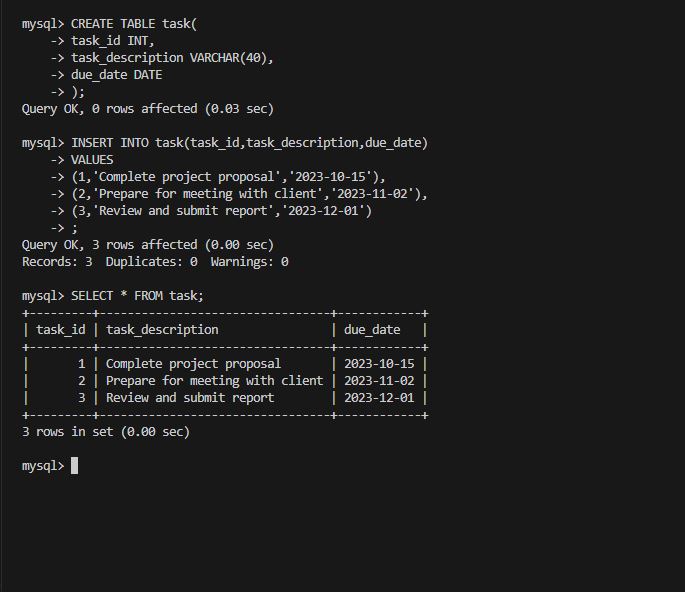 mysql> CREATE TABLE task(
    -> task_id INT,
    -> task_description VARCHAR(40),
    -> due_date DATE
    -> );
Query OK, 0 rows affected (0.03 sec)

mysql> INSERT INTO task(task_id,task_description,due_date)
    -> VALUES
    -> (1,'Complete project proposal','2023-10-15'),
    -> (2,'Prepare for meeting with client','2023-11-02'),
    -> (3,'Review and submit report','2023-12-01')
    -> ;
Query OK, 3 rows affected (0.00 sec)
Records: 3  Duplicates: 0  Warnings: 0

mysql> SELECT * FROM task;
+---------+---------------------------------+------------+
| task_id | task_description                | due_date   |
+---------+---------------------------------+------------+
|       1 | Complete project proposal       | 2023-10-15 |
|       2 | Prepare for meeting with client | 2023-11-02 |
|       3 | Review and submit report        | 2023-12-01 |
+---------+---------------------------------+------------+
3 rows in set (0.00 sec)

mysql>